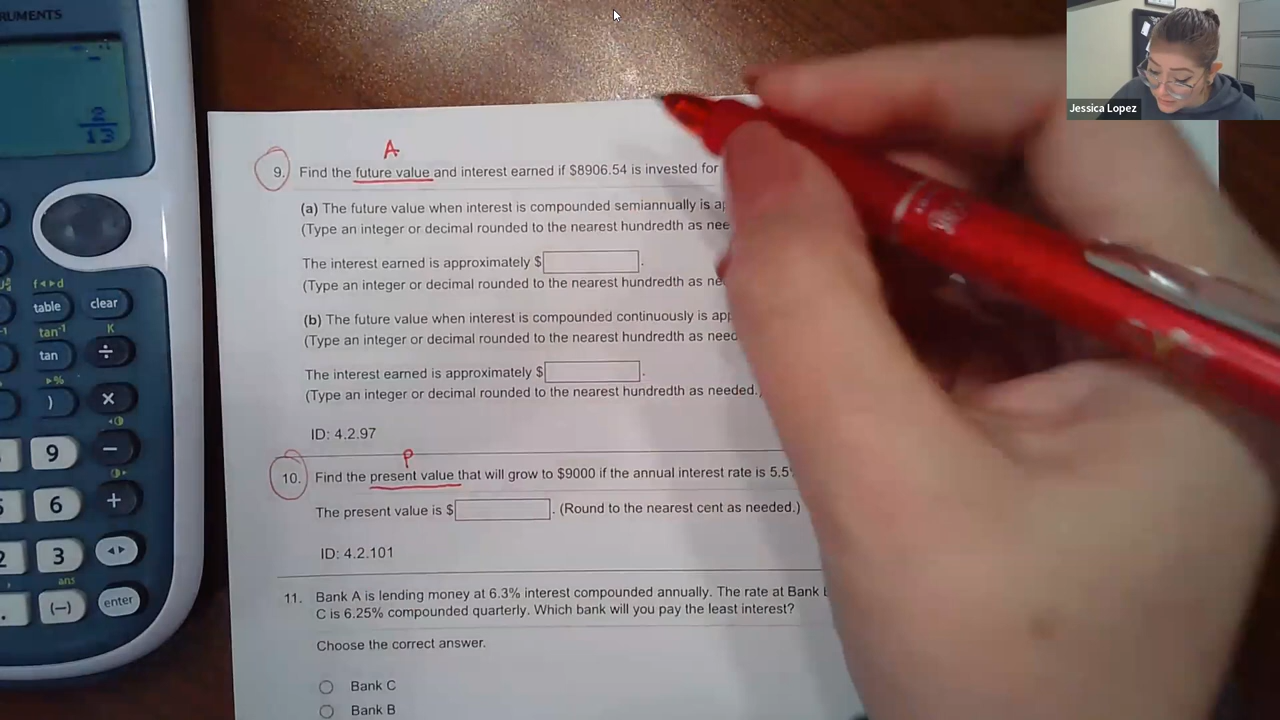 RUMENTS
Jessica Lopez
2
13
A
9. Find the future value and interest earned if $8906.54 is invested for
(a) The future value when interest is compounded semiannually is
(Type an integer or decimal rounded to the nearest hundredth as
The interest earned is approximately $ .
(Type an integer or decimal rounded to the nearest hundredth as
(b) The future value when interest is compounded continuously is
(Type an integer or decimal rounded to the nearest hundredth as
The interest earned is approximately $ .
(Type an integer or decimal rounded to the nearest hundredth as needed.)
ID: 4.2.97
P
10. Find the present value that will grow to $9000 if the annual interest rate is 5.5
The present value is $ . (Round to the nearest cent as needed.)
ID: 4.2.101
11. Bank A is lending money at 6.3% interest compounded annually. The rate at Bank
C is 6.25% compounded quarterly. Which bank will you pay the least interest?
Choose the correct answer.
Bank C
Bank B
f◄►d
table clear
tan⁻¹ K
tan ÷
►%
) ×
9 −
6 +
3 ◄►
ans
(−) enter